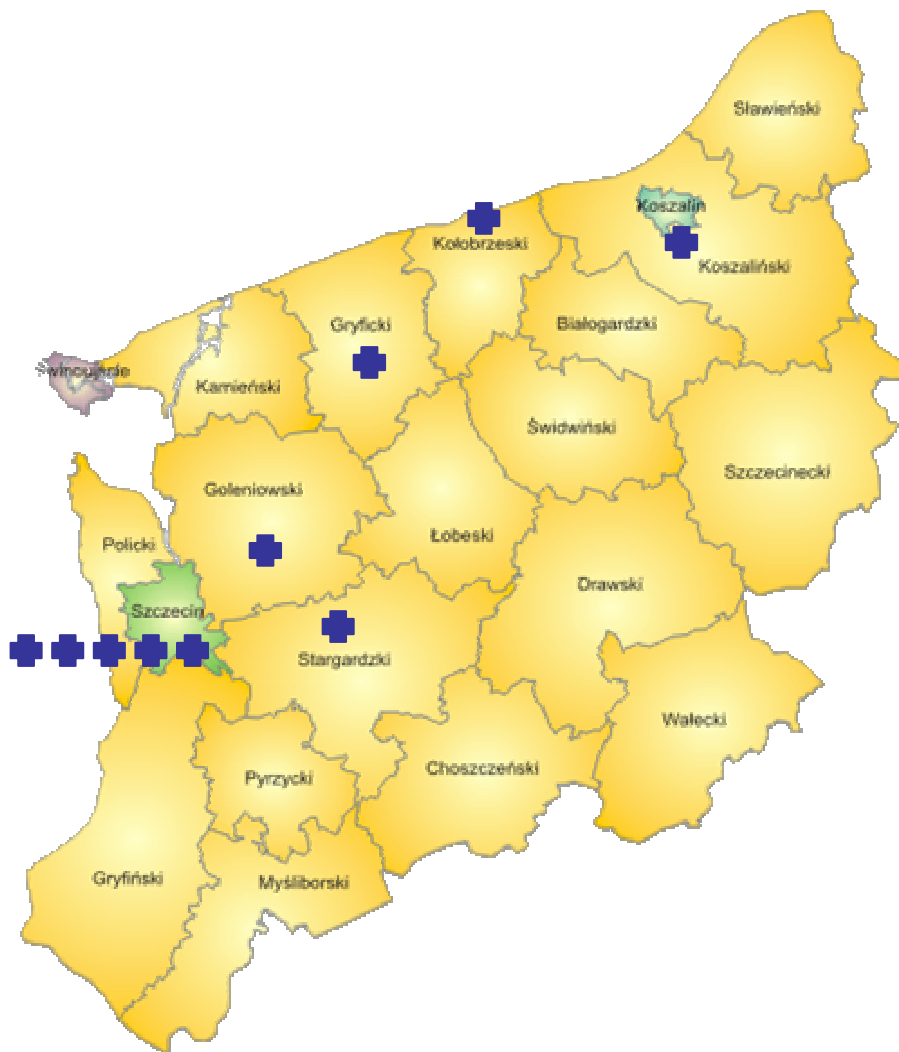 Sławieński
Koszalin
Kołobrzeski
Koszaliński
Gryficki
Białogardzki
Świnoujście
Kamieński
Świdwiński
Szczecinecki
Goleniowski
Łobeski
Policki
Drawski
Szczecin
Stargardzki
Wałecki
Choszczeński
Pyrzycki
Gryfiński
Myśliborski